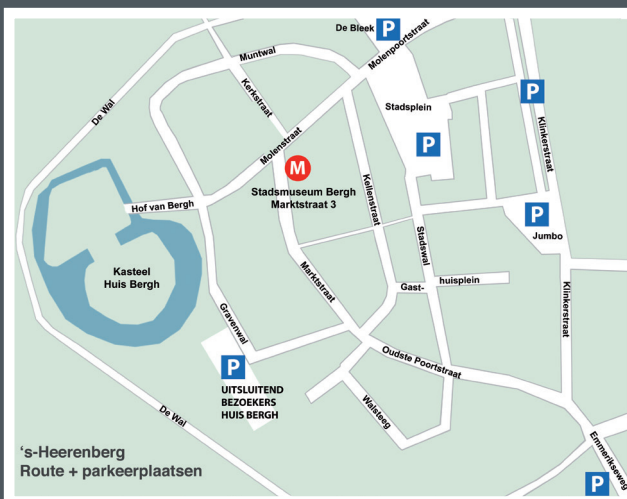 De Bleek
P
Molenpoortstraat
Muntwal
P
Stadsplein
Kerkstraat
De Wal
Klinkerstraat
Molenstraat
P
M
Stadsmuseum Bergh
Marktstraat 3
Kellenstraat
Hof van Bergh
P
Jumbo
Stadswal
Kasteel
Huis Bergh
Marktstraat
Gast-
huisplein
Klinkerstraat
Gravenwal
Oudste Poortstraat
P
UITSLUITEND
BEZOEKERS
HUIS BERGH
Walsteeg
De Wal
Emmerikseweg
's-Heerenberg
Route + parkeerplaatsen
P